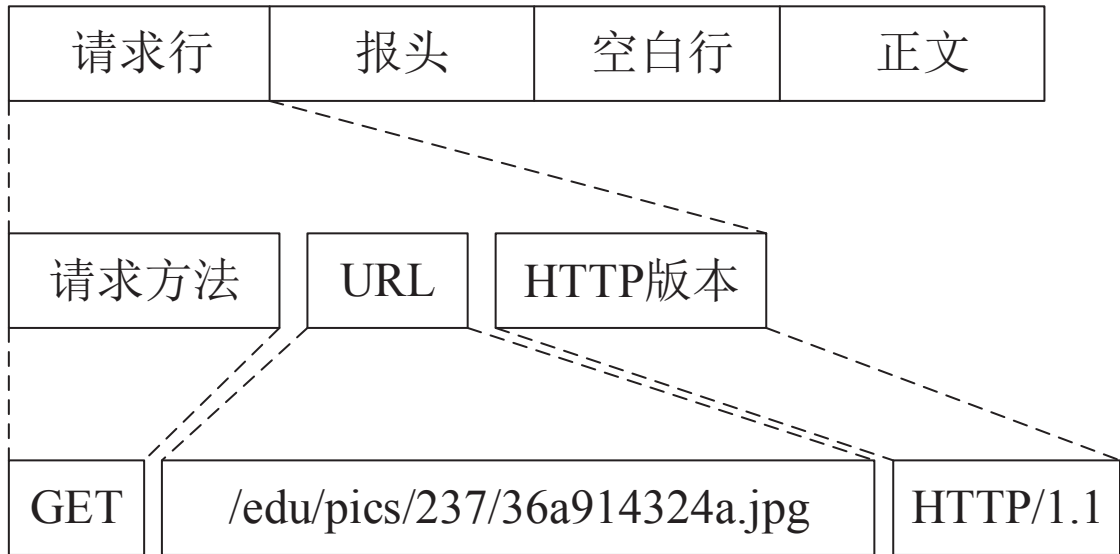 请求行 报头 空白行 正文
请求方法 URL HTTP版本
GET /edu/pics/237/36a914324a.jpg HTTP/1.1